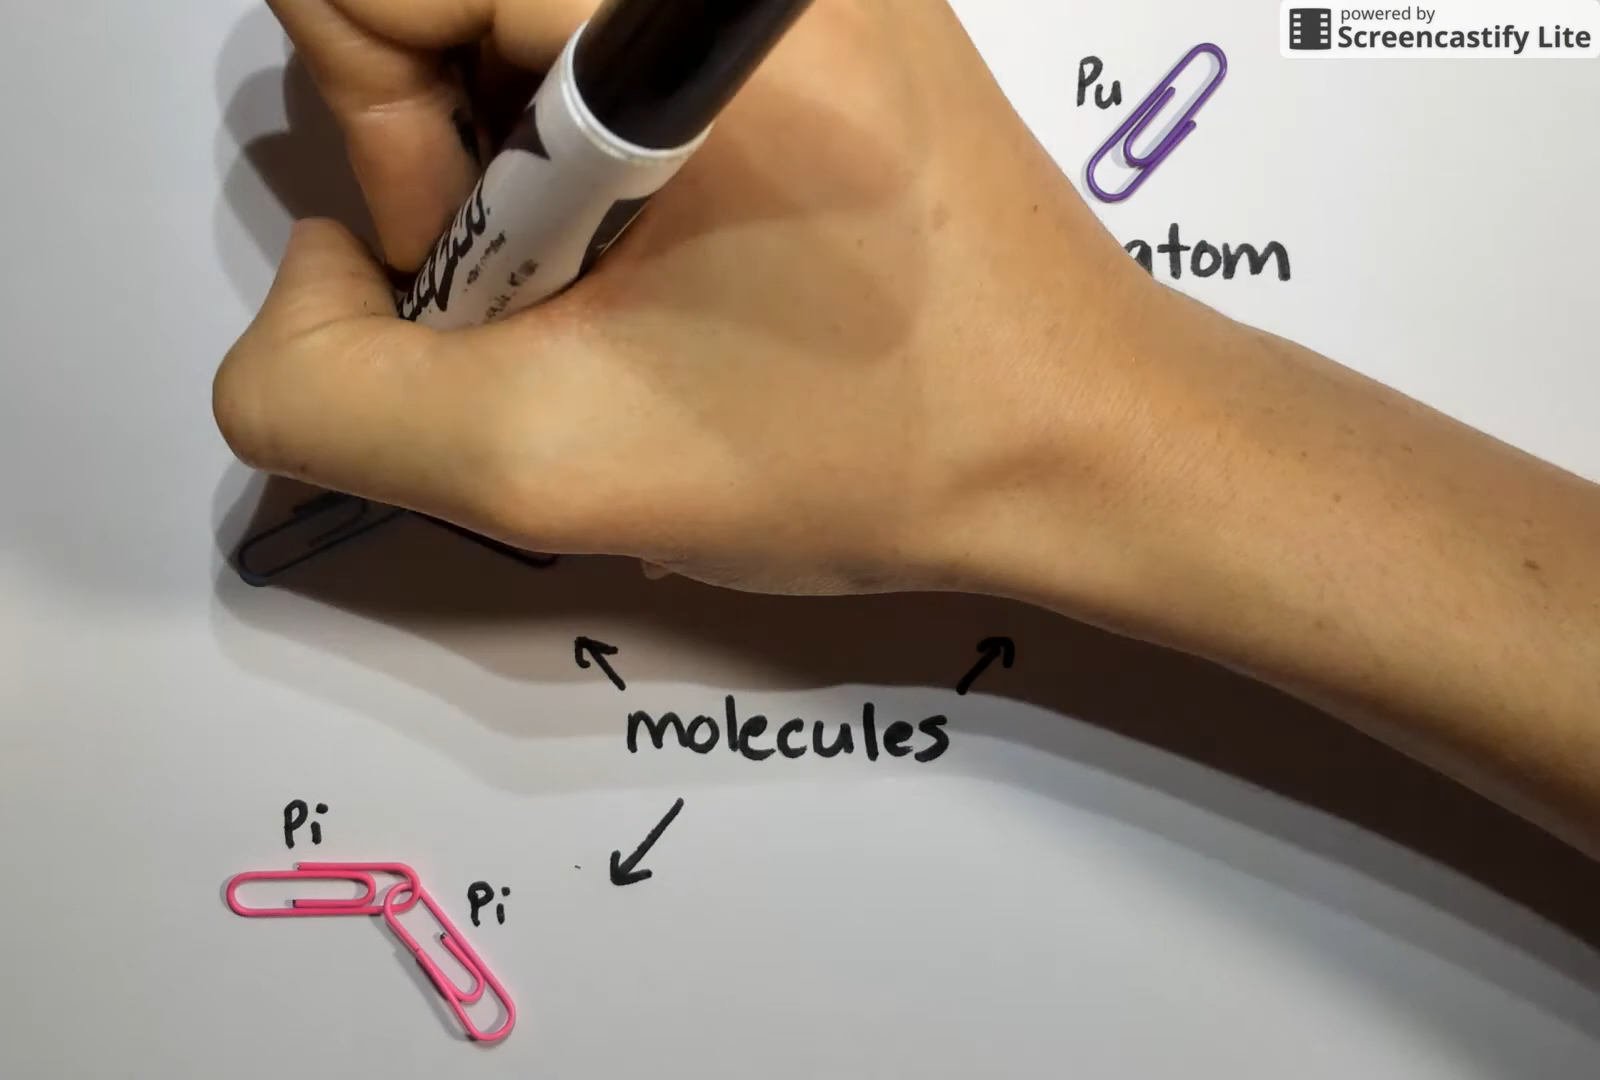 powered by
Screencastify Lite
Pu
atom
molecules
Pi
Pi